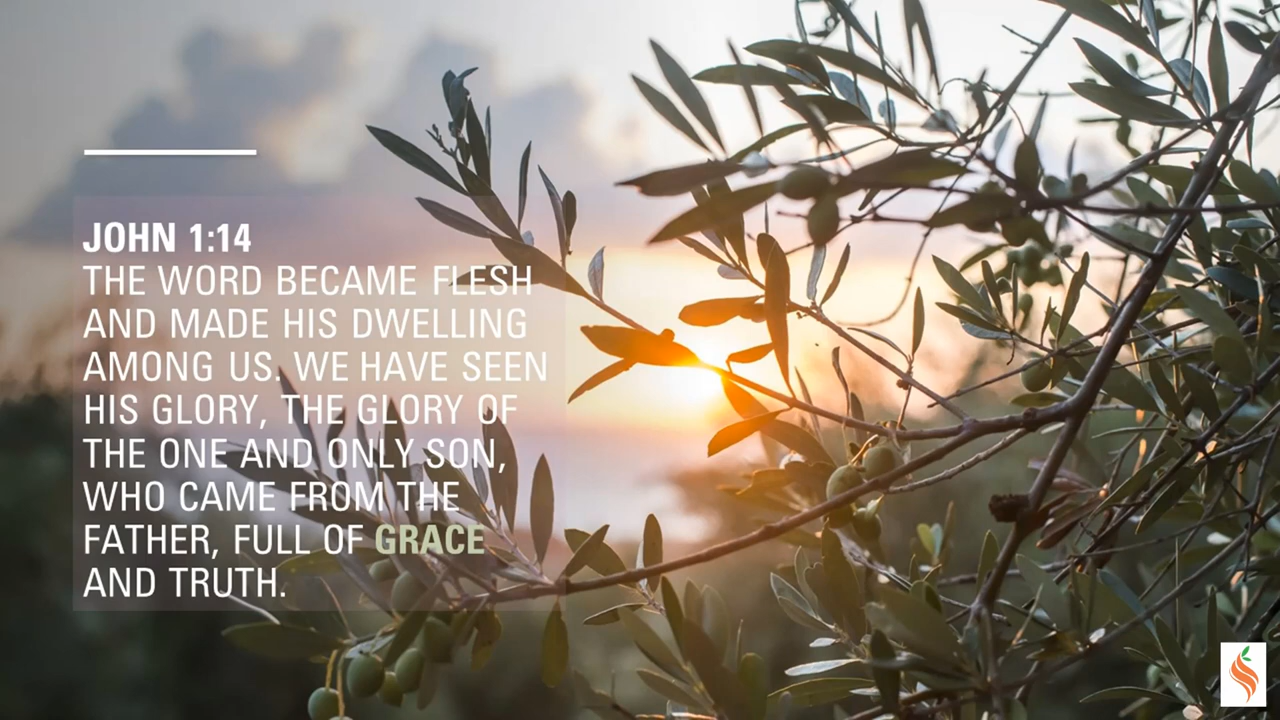 JOHN 1:14
THE WORD BECAME FLESH
AND MADE HIS DWELLING
AMONG US. WE HAVE SEEN
HIS GLORY, THE GLORY OF
THE ONE AND ONLY SON,
WHO CAME FROM THE
FATHER, FULL OF GRACE
AND TRUTH.